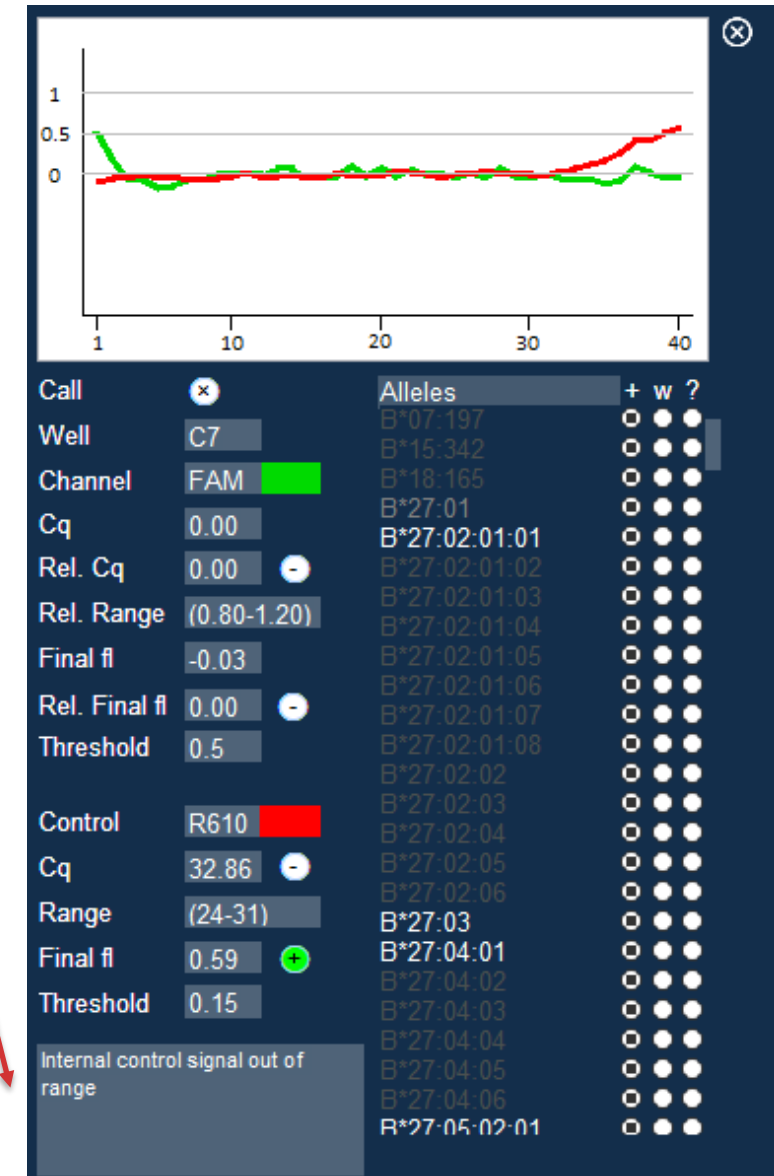 1
0.5
0
1 10 20 30 40
Call
Well C7
Channel FAM
Cq 0.00
Rel. Cq 0.00 -
Rel. Range (0.80-1.20)
Final fl -0.03
Rel. Final fl 0.00 -
Threshold 0.5
Control R610
Cq 32.86 -
Range (24-31)
Final fl 0.59 +
Threshold 0.15
Internal control signal out of
range
Alleles + w ?
B*07:197
B*15:342
B*18:165
B*27:01
B*27:02:01:01
B*27:02:01:02
B*27:02:01:03
B*27:02:01:04
B*27:02:01:05
B*27:02:01:06
B*27:02:01:07
B*27:02:01:08
B*27:02:02
B*27:02:03
B*27:02:04
B*27:02:05
B*27:02:06
B*27:03
B*27:04:01
B*27:04:02
B*27:04:03
B*27:04:04
B*27:04:05
B*27:04:06
B*27:05:02:01